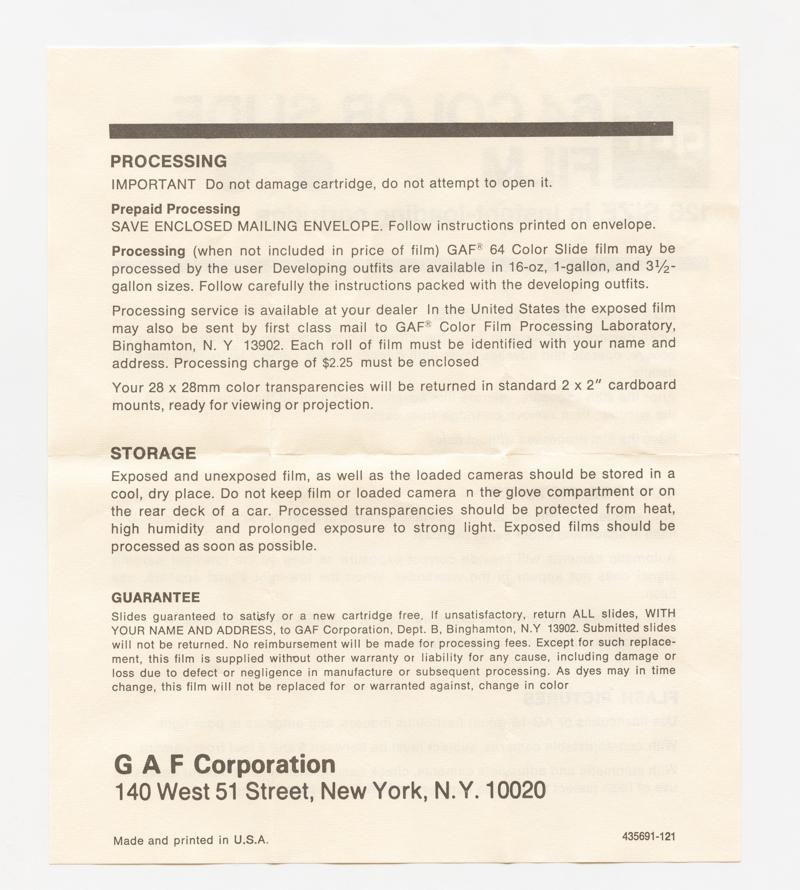 PROCESSING
IMPORTANT Do not damage cartridge, do not attempt to open it.
Prepaid Processing
SAVE ENCLOSED MAILING ENVELOPE. Follow instructions printed on envelope.
Processing (when not included in price of film) GAF® 64 Color Slide film may be
processed by the user Developing outfits are available in 16-oz, 1-gallon, and 3½-
gallon sizes. Follow carefully the instructions packed with the developing outfits.
Processing service is available at your dealer In the United States the exposed film
may also be sent by first class mail to GAF® Color Film Processing Laboratory,
Binghamton, N. Y 13902. Each roll of film must be identified with your name and
address. Processing charge of $2.25 must be enclosed
Your 28 x 28mm color transparencies will be returned in standard 2 x 2″ cardboard
mounts, ready for viewing or projection.
STORAGE
Exposed and unexposed film, as well as the loaded cameras should be stored in a
cool, dry place. Do not keep film or loaded camera n the glove compartment or on
the rear deck of a car. Processed transparencies should be protected from heat,
high humidity and prolonged exposure to strong light. Exposed films should be
processed as soon as possible.
GUARANTEE
Slides guaranteed to satisfy or a new cartridge free. If unsatisfactory, return ALL slides, WITH
YOUR NAME AND ADDRESS, to GAF Corporation, Dept. B, Binghamton, N.Y 13902. Submitted slides
will not be returned. No reimbursement will be made for processing fees. Except for such replace-
ment, this film is supplied without other warranty or liability for any cause, including damage or
loss due to defect or negligence in manufacture or subsequent processing. As dyes may in time
change, this film will not be replaced for or warranted against, change in color
G A F Corporation
140 West 51 Street, New York, N.Y. 10020
Made and printed in U.S.A.
435691-121